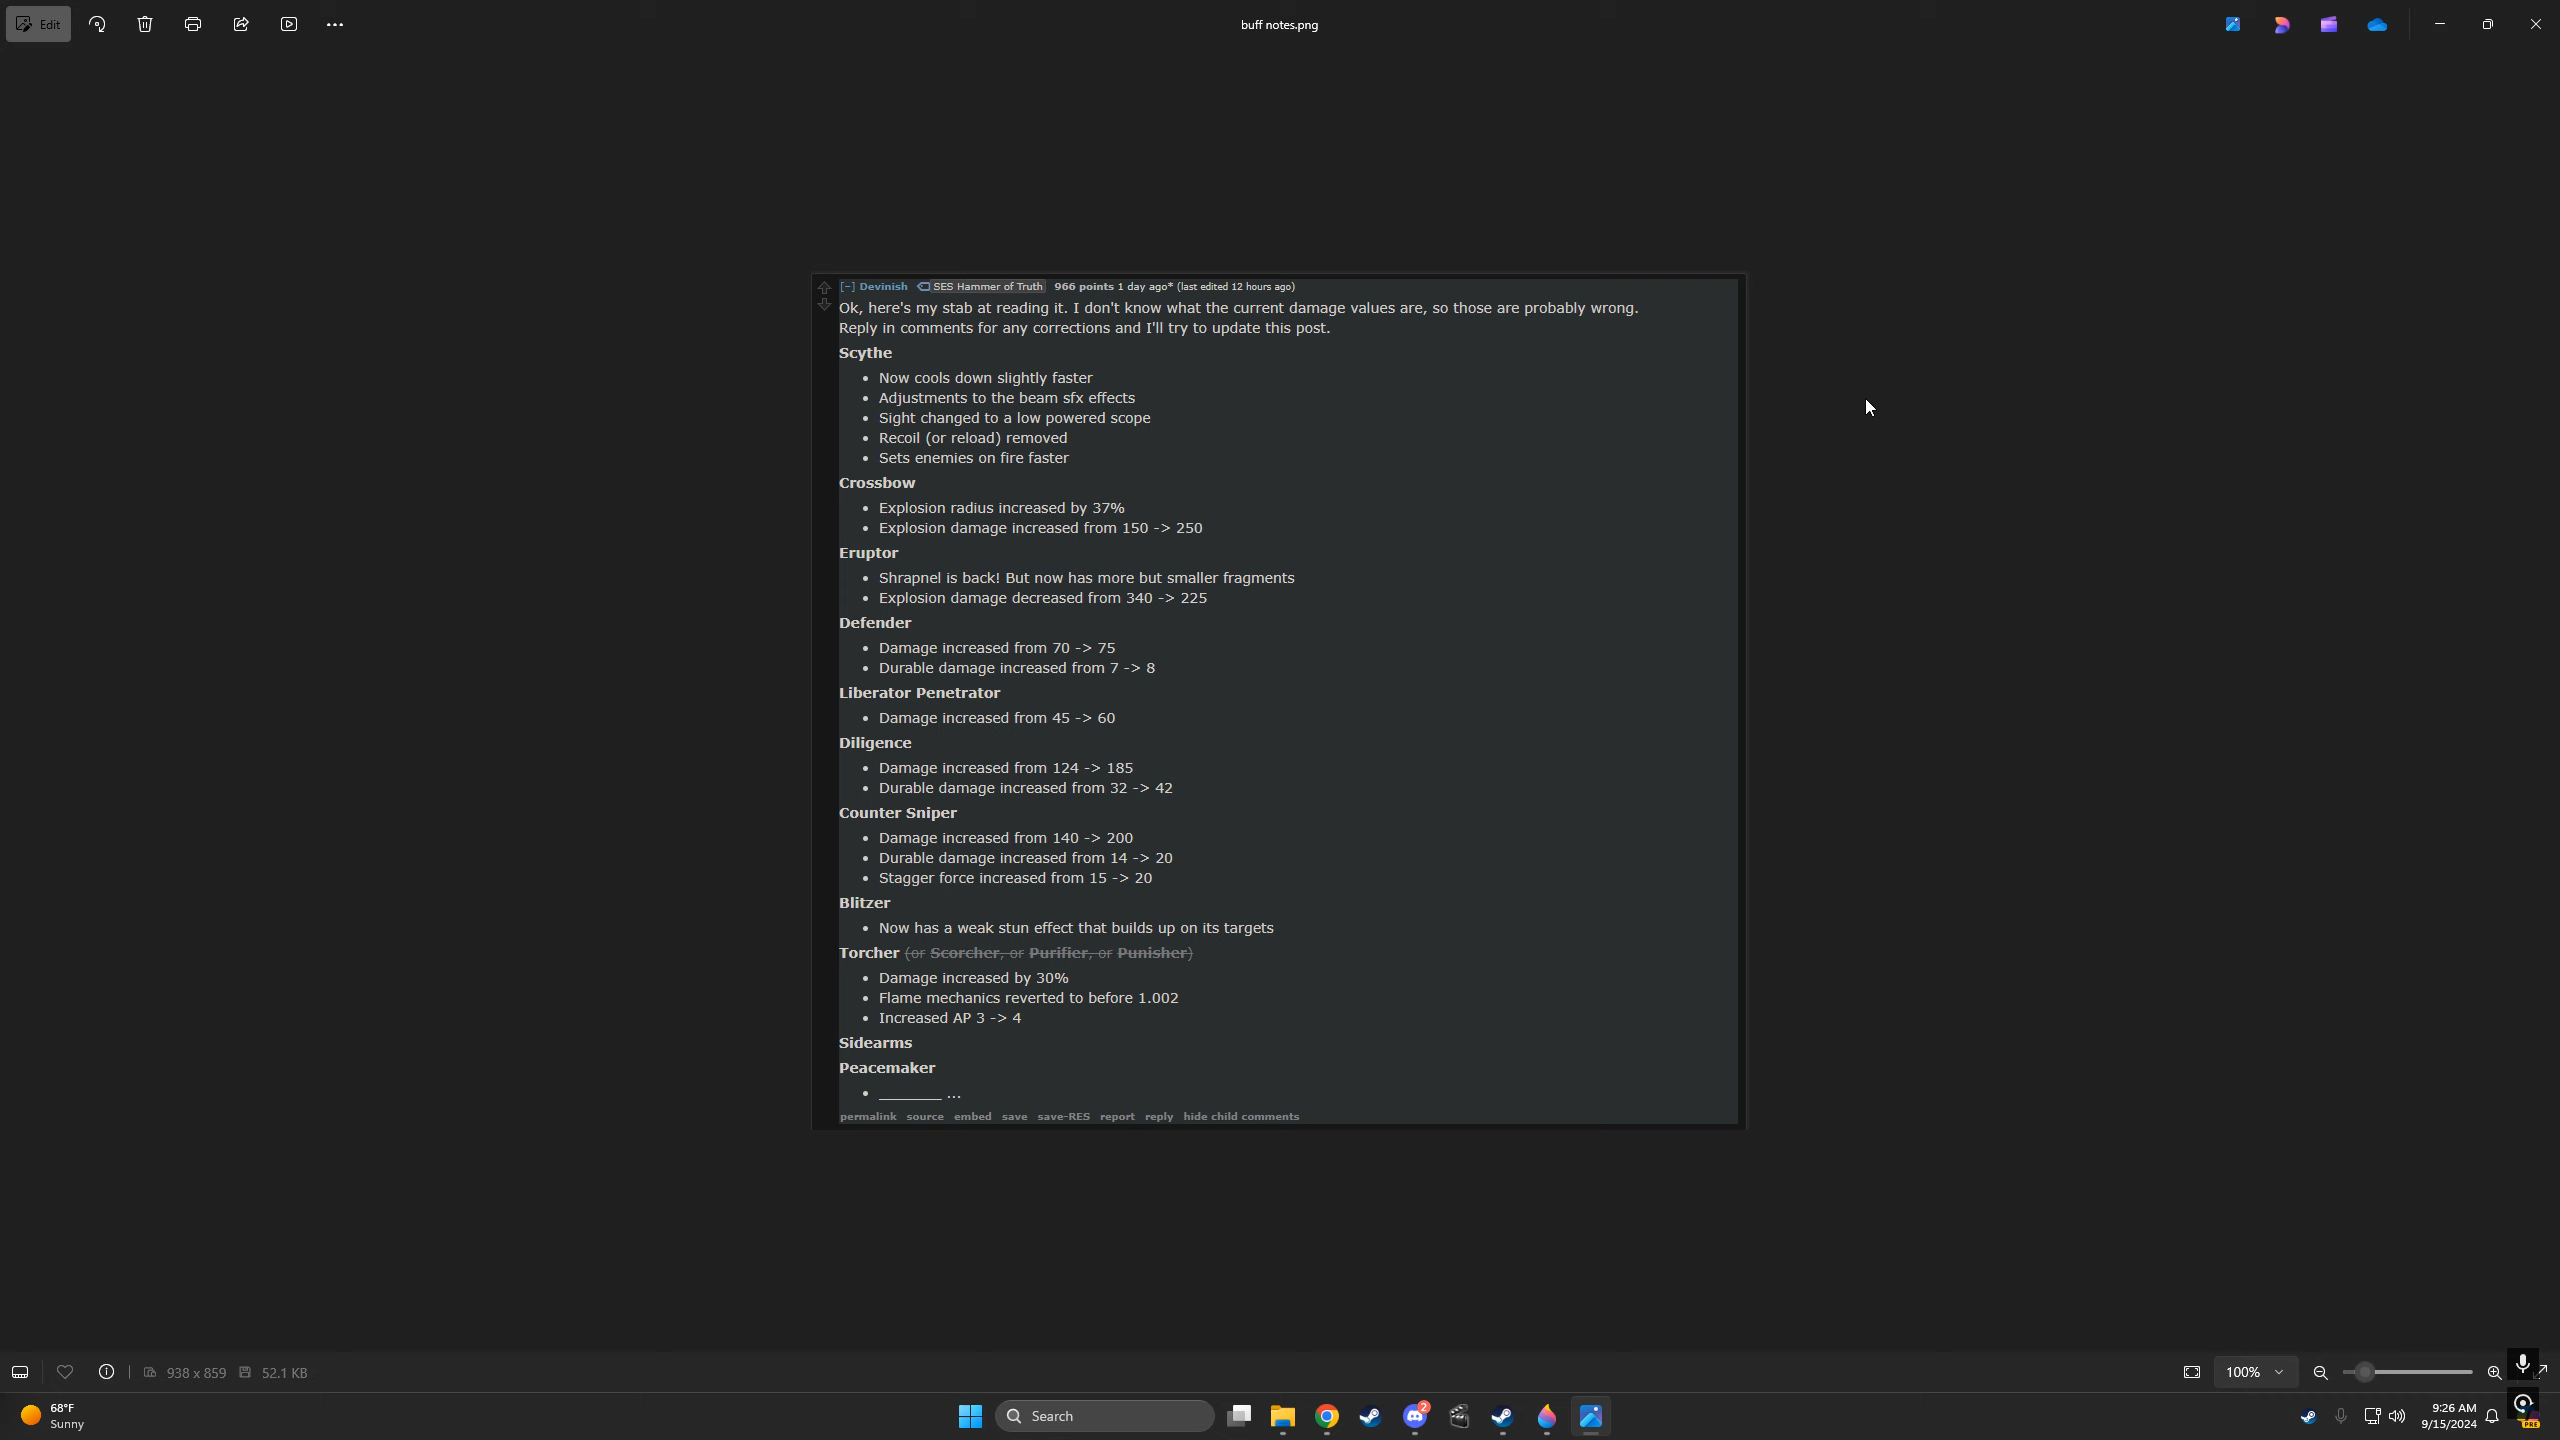 Edit
buff notes.png
[-] Devinish SES Hammer of Truth 966 points 1 day ago* (last edited 12 hours ago)
Ok, here's my stab at reading it. I don't know what the current damage values are, so those are probably wrong.
Reply in comments for any corrections and I'll try to update this post.
Scythe
• Now cools down slightly faster
• Adjustments to the beam sfx effects
• Sight changed to a low powered scope
• Recoil (or reload) removed
• Sets enemies on fire faster
Crossbow
• Explosion radius increased by 37%
• Explosion damage increased from 150 -> 250
Eruptor
• Shrapnel is back! But now has more but smaller fragments
• Explosion damage decreased from 340 -> 225
Defender
• Damage increased from 70 -> 75
• Durable damage increased from 7 -> 8
Liberator Penetrator
• Damage increased from 45 -> 60
Diligence
• Damage increased from 124 -> 185
• Durable damage increased from 32 -> 42
Counter Sniper
• Damage increased from 140 -> 200
• Durable damage increased from 14 -> 20
• Stagger force increased from 15 -> 20
Blitzer
• Now has a weak stun effect that builds up on its targets
Torcher (or Scorcher, or Purifier, or Punisher)
• Damage increased by 30%
• Flame mechanics reverted to before 1.002
• Increased AP 3 -> 4
Sidearms
Peacemaker
• _______ ...
permalink source embed save save-RES report reply hide child comments
938 x 859 52.1 KB
100%
68°F
Sunny
Search
2
9:26 AM
9/15/2024
PRE